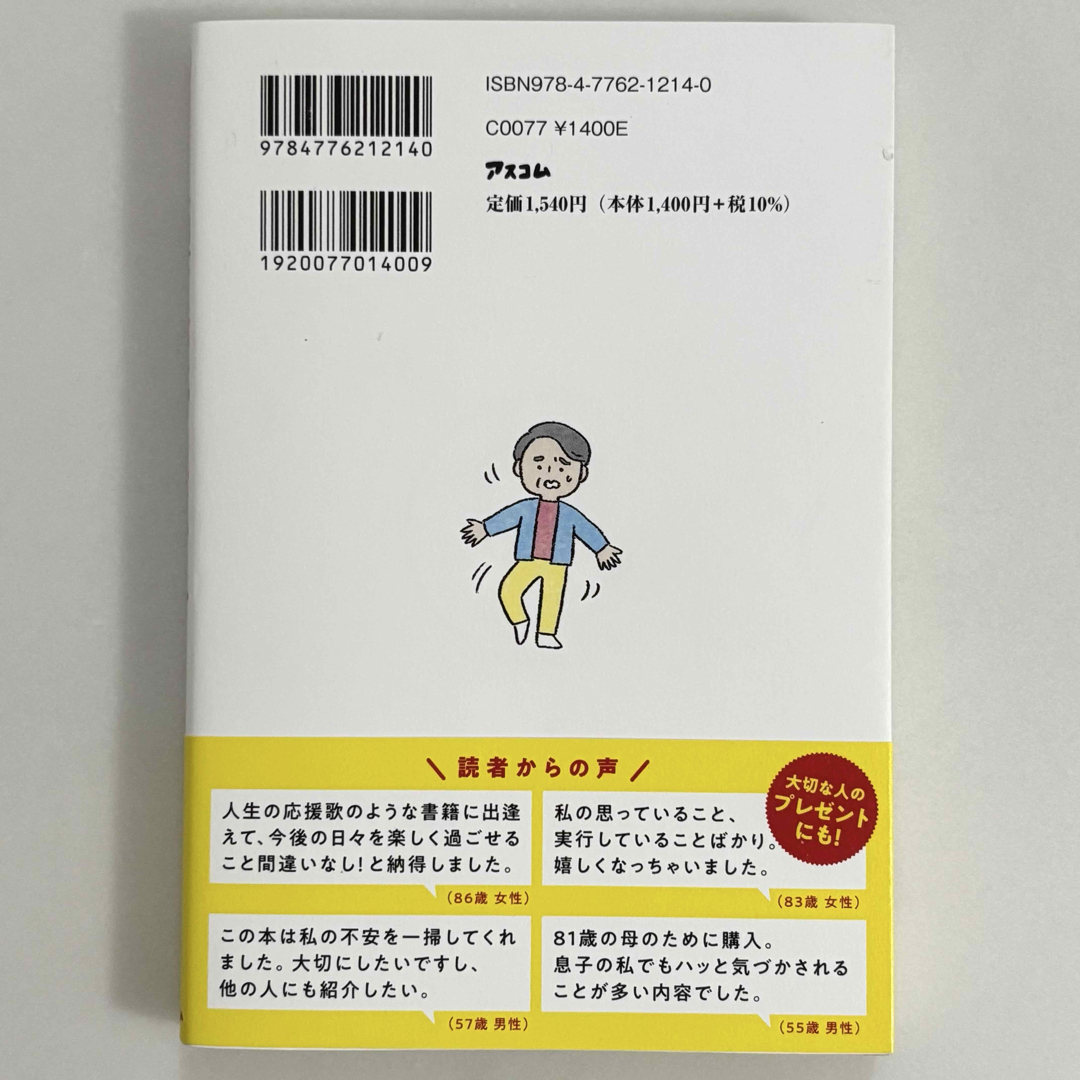 ISBN978-4-7762-1214-0
9784776212140
C0077 ¥1400E
アスコム
定価1,540円（本体1,400円＋税10%）
1920077014009
読者からの声
大切な人の
プレゼント
にも!
人生の応援歌のような書籍に出逢
えて、今後の日々を楽しく過ごせる
こと間違いなし!と納得しました。
（86歳 女性）
私の思っていること、
実行していることばかり。
嬉しくなっちゃいました。
（83歳 女性）
この本は私の不安を一掃してくれ
ました。大切にしたいですし、
他の人にも紹介したい。
（57歳 男性）
81歳の母のために購入。
息子の私でもハッと気づかされる
ことが多い内容でした。
（55歳 男性）